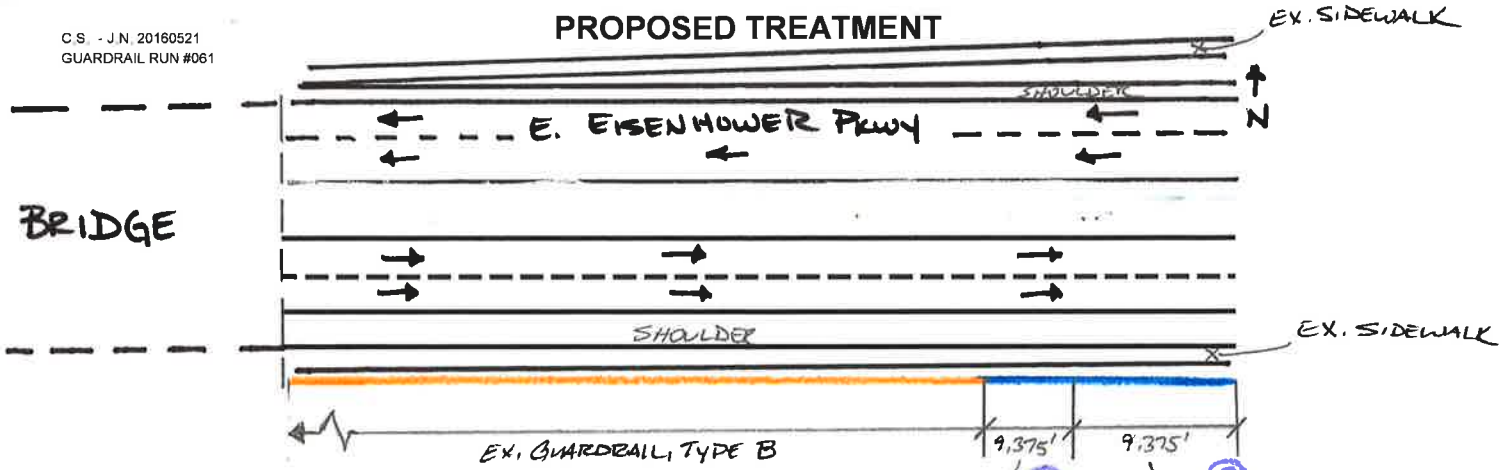 PROPOSED TREATMENT
C.S. - J.N. 20160521
GUARDRAIL RUN #061
EX. SIDEWALK
SHOULDER
N
E. EISENHOWER PKWY
BRIDGE
SHOULDER
EX. SIDEWALK
EX. GUARDRAIL, TYPE B
9.375'
9.375'